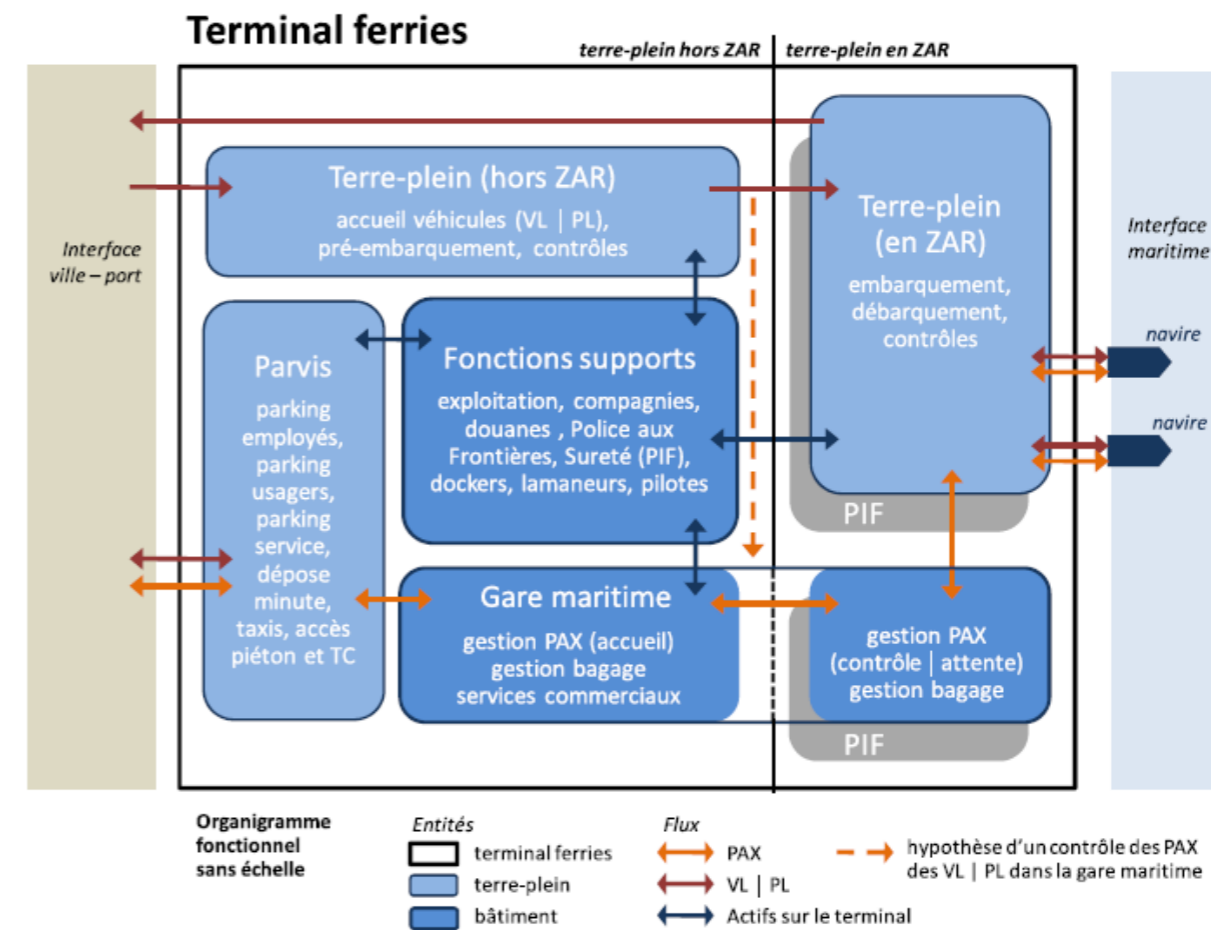 Terminal ferries
terre-plein hors ZAR
terre-plein en ZAR
Interface
ville – port
Terre-plein (hors ZAR)
accueil véhicules (VL | PL),
pré-embarquement, contrôles
Terre-plein
(en ZAR)
embarquement,
débarquement,
contrôles
PIF
Interface
maritime
navire
navire
Parvis
parking
employés,
parking
usagers,
parking
service,
dépose
minute,
taxis, accès
piéton et TC
Fonctions supports
exploitation, compagnies,
douanes , Police aux
Frontières, Sureté (PIF),
dockers, lamaneurs, pilotes
Gare maritime
gestion PAX (accueil)
gestion bagage
services commerciaux
gestion PAX
(contrôle | attente)
gestion bagage
PIF
Organigramme
fonctionnel
sans échelle
Entités
terminal ferries
terre-plein
bâtiment
Flux
PAX
VL | PL
Actifs sur le terminal
hypothèse d'un contrôle des PAX
des VL | PL dans la gare maritime